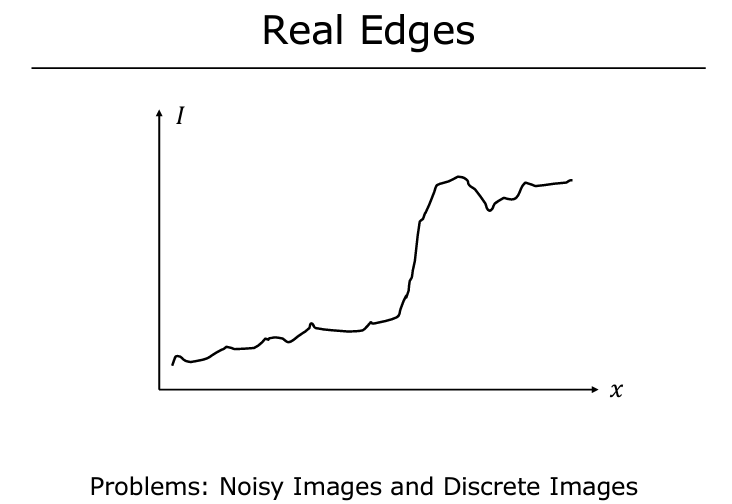 Real Edges
I
x
Problems: Noisy Images and Discrete Images